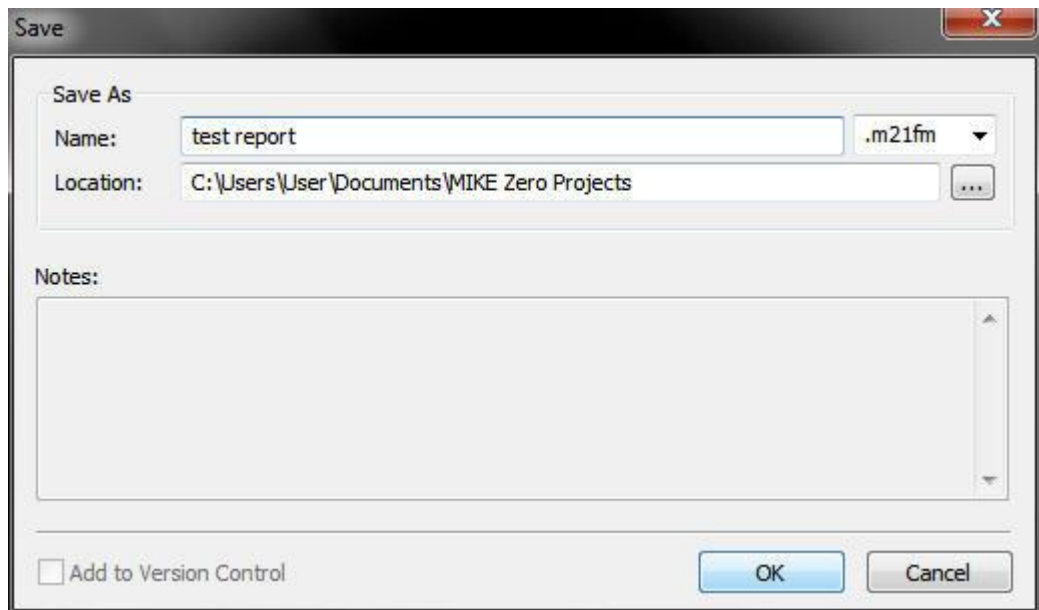 Save
Save As
Name: test report .m21fm
Location: C:\Users\User\Documents\MIKE Zero Projects ...
Notes:
Add to Version Control OK Cancel